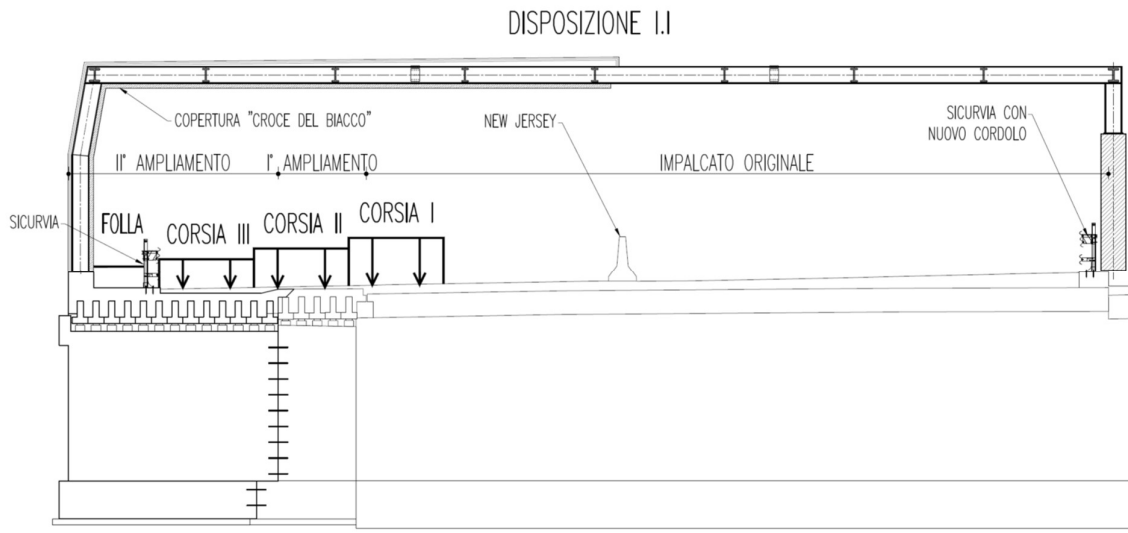 DISPOSIZIONE I.I
COPERTURA "CROCE DEL BIACCO"
NEW JERSEY
SICURVIA CON
NUOVO CORDOLO
II° AMPLIAMENTO
I° AMPLIAMENTO
IMPALCATO ORIGINALE
SICURVIA
FOLLA
CORSIA III
CORSIA II
CORSIA I